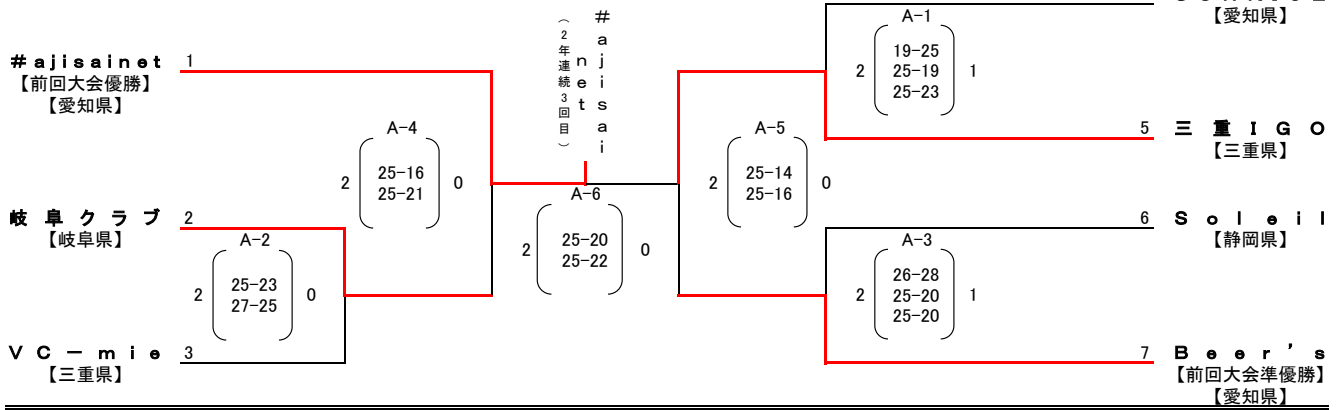 【愛知県】
#ajisainet 1
【前回大会優勝】
【愛知県】
#ajisai
net
(2年連続3回目)
A-1
2 19-25 1
25-19
25-23
5 三重IGO
【三重県】
A-4
2 25-16 0
25-21
A-5
2 25-14 0
25-16
岐阜クラブ 2
【岐阜県】
A-2
2 25-23 0
27-25
A-6
2 25-20 0
25-22
6 Soleil
【静岡県】
A-3
2 26-28 1
25-20
25-20
VC-mie 3
【三重県】
7 Beer's
【前回大会準優勝】
【愛知県】